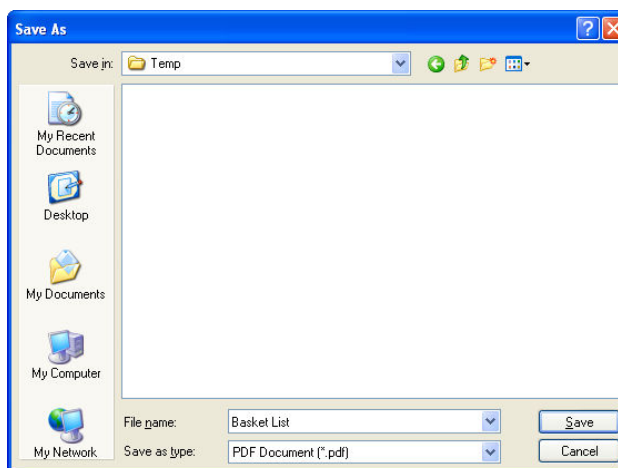 Save As
Save in:
Temp
My Recent
Documents
Desktop
My Documents
My Computer
My Network
File name:
Basket List
Save
Save as type:
PDF Document (*.pdf)
Cancel